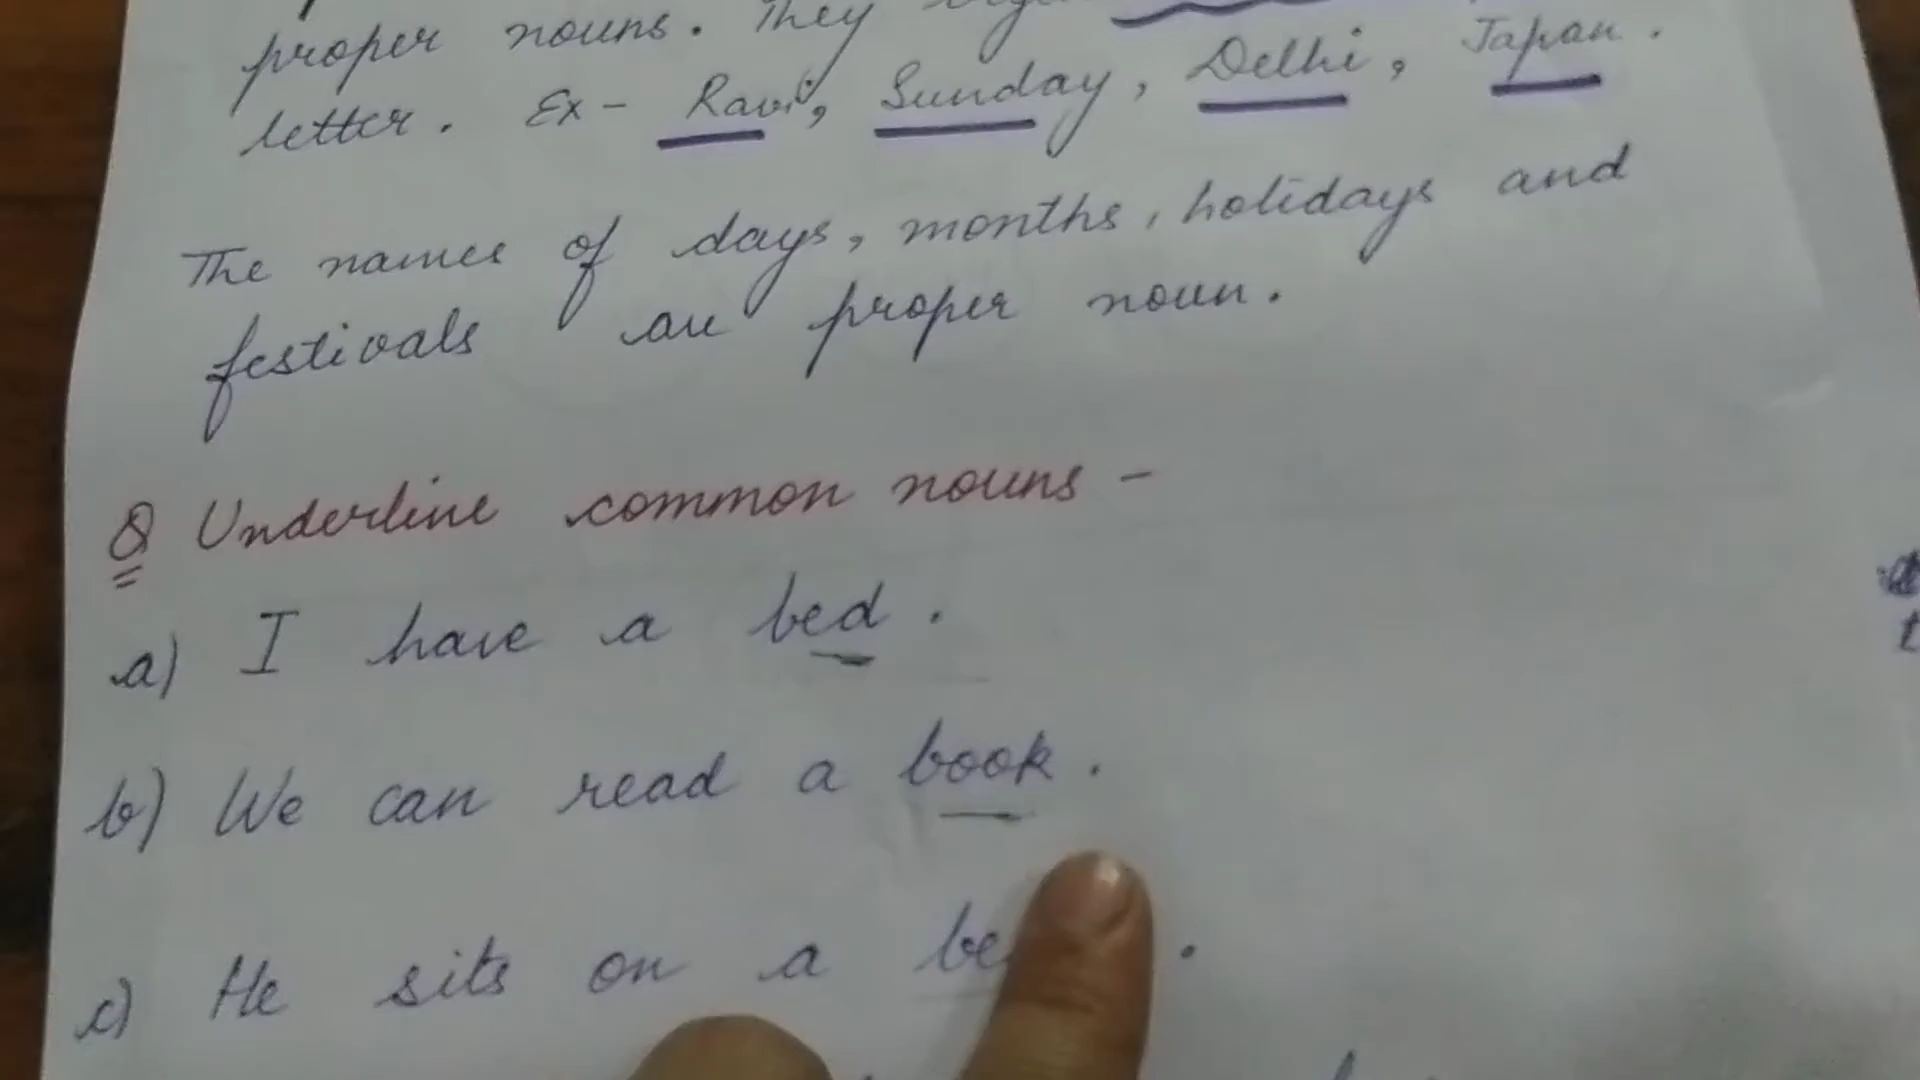 proper nouns. They
letter. Ex - Ravi, Sunday, Delhi, Japan.
The names of days, months, holidays and
festivals are proper noun.
Q Underline common nouns -
a) I have a bed.
b) We can read a book.
c) He sits on a